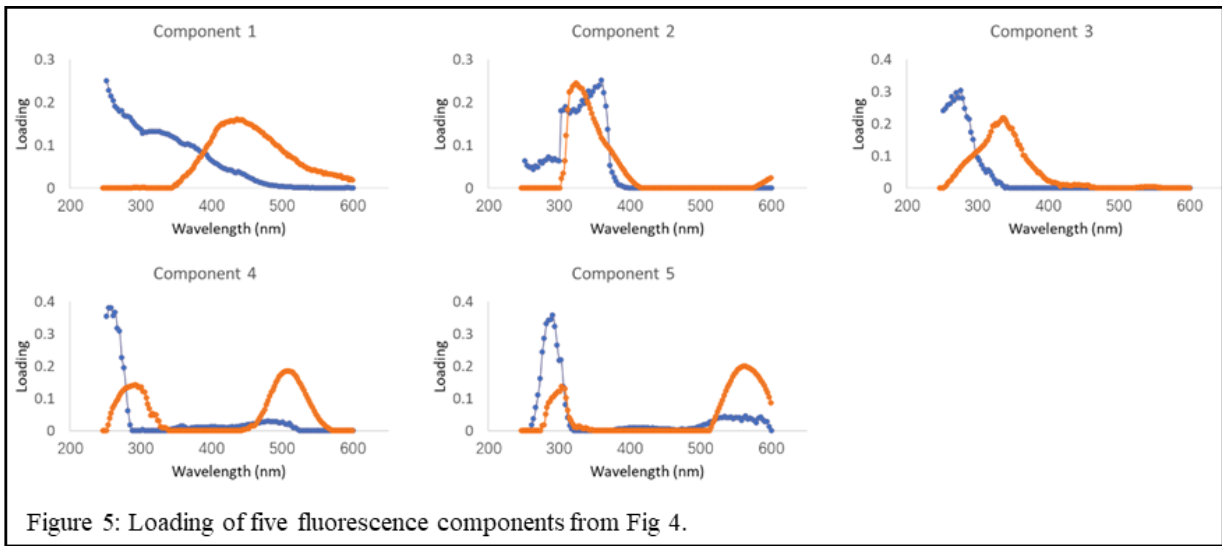 Component 1
0.3
0.2
0.1
0
Loading
200 300 400 500 600
Wavelength (nm)
Component 2
0.3
0.2
0.1
0
Loading
200 300 400 500 600
Wavelength (nm)
Component 3
0.4
0.3
0.2
0.1
0
Loading
200 300 400 500 600
Wavelength (nm)
Component 4
0.4
0.3
0.2
0.1
0
Loading
200 300 400 500 600
Wavelength (nm)
Component 5
0.4
0.3
0.2
0.1
0
Loading
200 300 400 500 600
Wavelength (nm)
Figure 5: Loading of five fluorescence components from Fig 4.